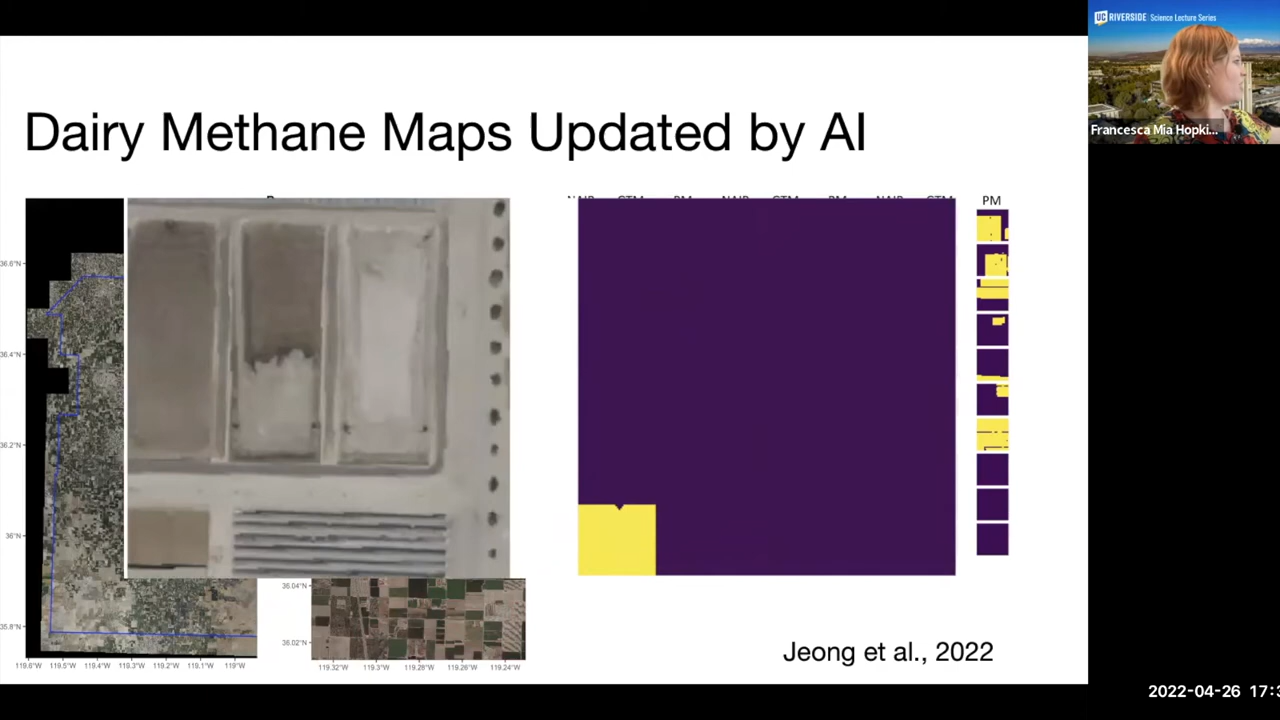 UC RIVERSIDE Science Lecture Series
Francesca Mia Hopki...
Dairy Methane Maps Updated by AI
PM
36.6°N
36.4°N
36.2°N
36°N
35.8°N
119.6°W 119.5°W 119.4°W 119.3°W 119.2°W 119.1°W 119°W
36.04°N
36.02°N
119.32°W 119.3°W 119.28°W 119.26°W 119.24°W
Jeong et al., 2022
2022-04-26 17:3